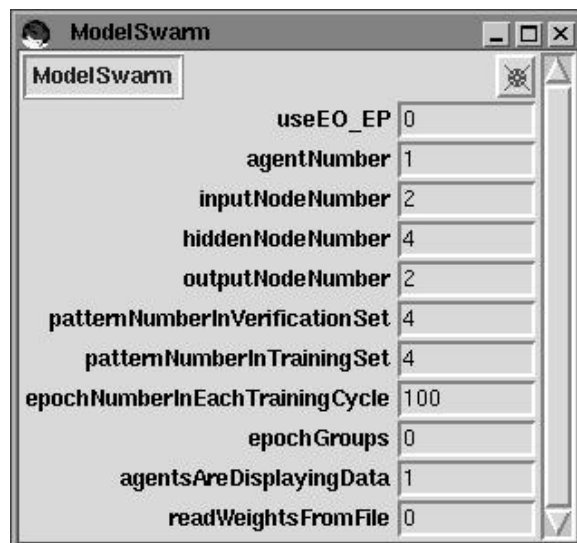 ModelSwarm
ModelSwarm
useEO_EP 0
agentNumber 1
inputNodeNumber 2
hiddenNodeNumber 4
outputNodeNumber 2
patternNumberInVerificationSet 4
patternNumberInTrainingSet 4
epochNumberInEachTrainingCycle 100
epochGroups 0
agentsAreDisplayingData 1
readWeightsFromFile 0